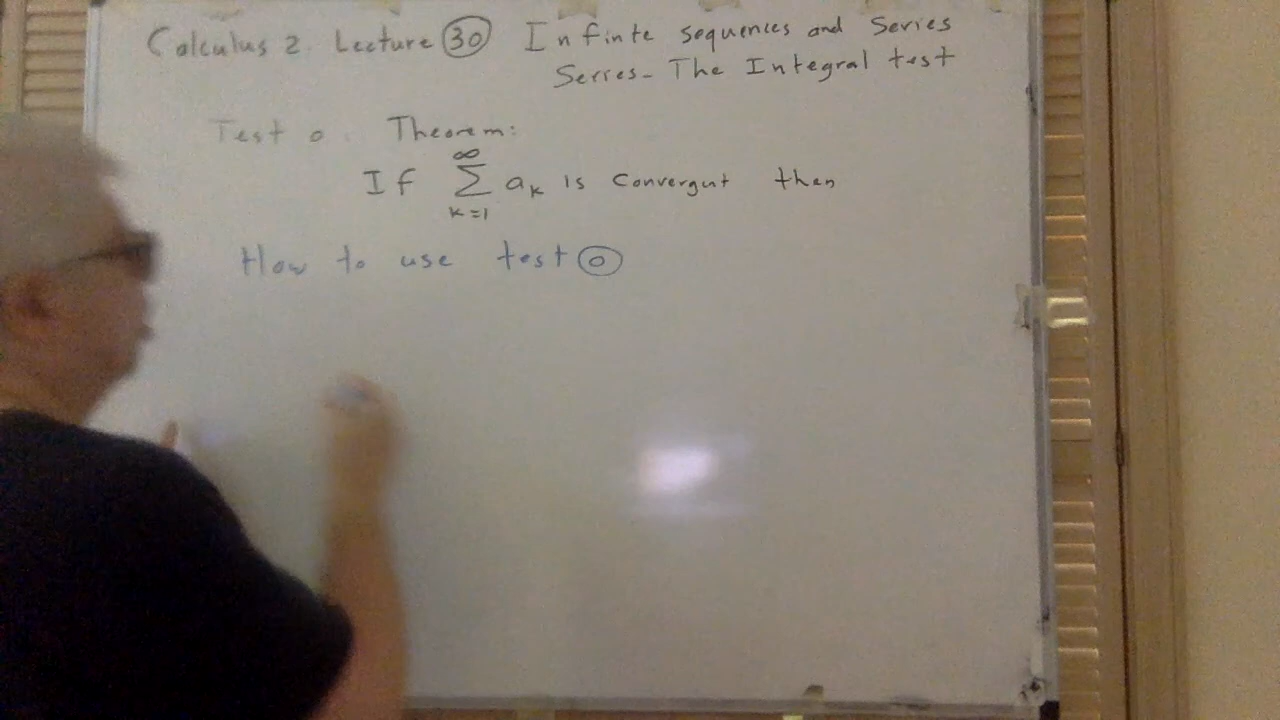 Calculus 2. Lecture 30 Infinte sequences and Series
Series - The Integral test
Test 0. Theorem:
If ∑_{k=1}^{∞} a_k is convergent then
How to use test 0